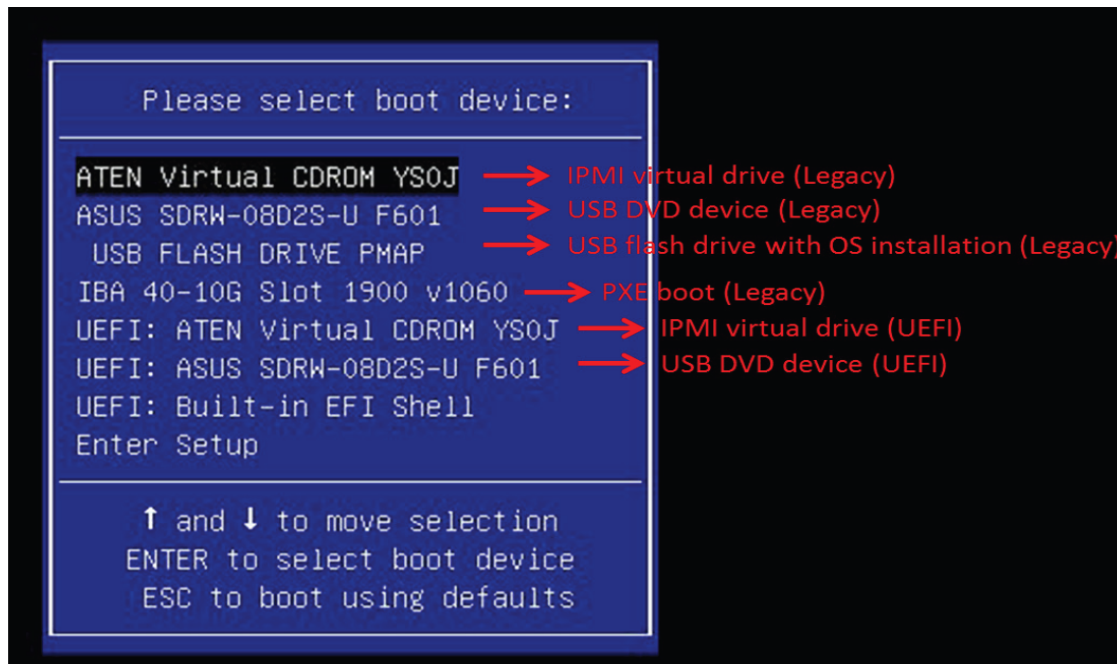 Please select boot device:
ATEN Virtual CDROM YS0J → IPMI virtual drive (Legacy)
ASUS SDRW-08D2S-U F601 → USB DVD device (Legacy)
USB FLASH DRIVE PMAP → USB flash drive with OS installation (Legacy)
IBA 40-10G Slot 1900 v1060 → PXE boot (Legacy)
UEFI: ATEN Virtual CDROM YS0J → IPMI virtual drive (UEFI)
UEFI: ASUS SDRW-08D2S-U F601 → USB DVD device (UEFI)
UEFI: Built-in EFI Shell
Enter Setup
↑ and ↓ to move selection
ENTER to select boot device
ESC to boot using defaults